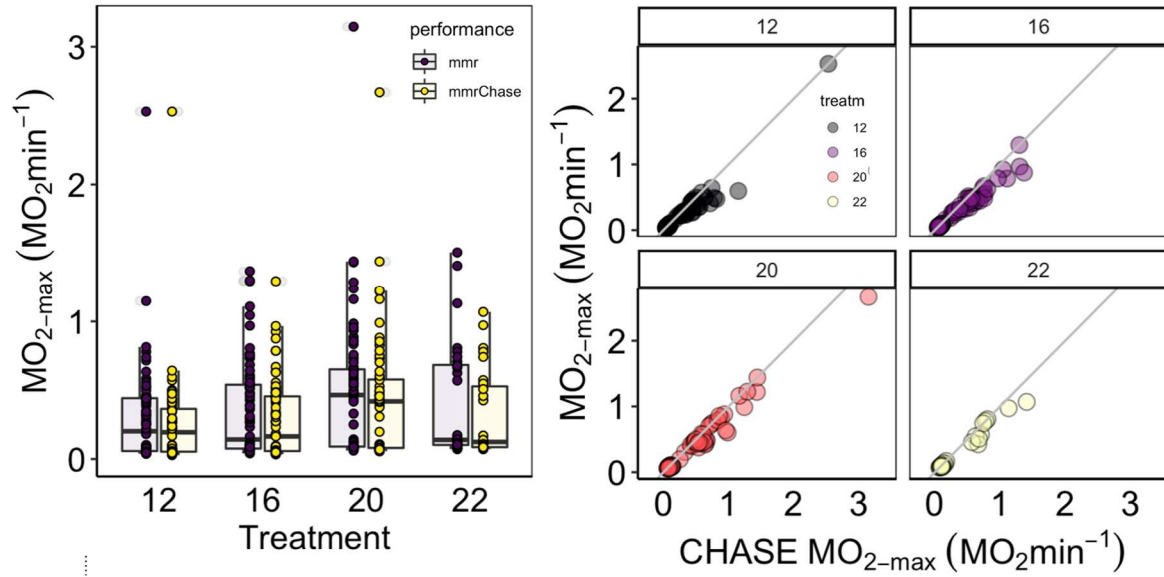 MO₂₋max (MO₂min⁻¹)
3
2
1
0
performance
mmr
mmrChase
12 16 20 22
Treatment
MO₂₋max (MO₂min⁻¹)
12 16
2
1
0
treatm
12
16
20
22
20 22
2
1
0
0 1 2 3 0 1 2 3
CHASE MO₂₋max (MO₂min⁻¹)